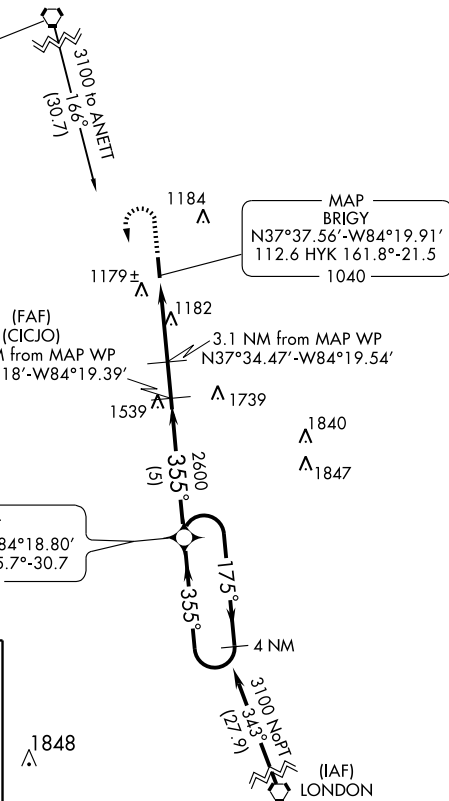 3100 to ANETT
166°
(30.7)
1184
MAP
BRIGY
N37°37.56'-W84°19.91'
112.6 HYK 161.8°-21.5
1040
1179±
1182
(FAF)
(CICJO)
from MAP WP
18'-W84°19.39'
3.1 NM from MAP WP
N37°34.47'-W84°19.54'
1539
1739
1840
1847
2600
355°
(5)
84°18.80'
5.7°-30.7
175°
355°
4 NM
3100 NoPT
343°
(27.9)
1848
(IAF)
LONDON